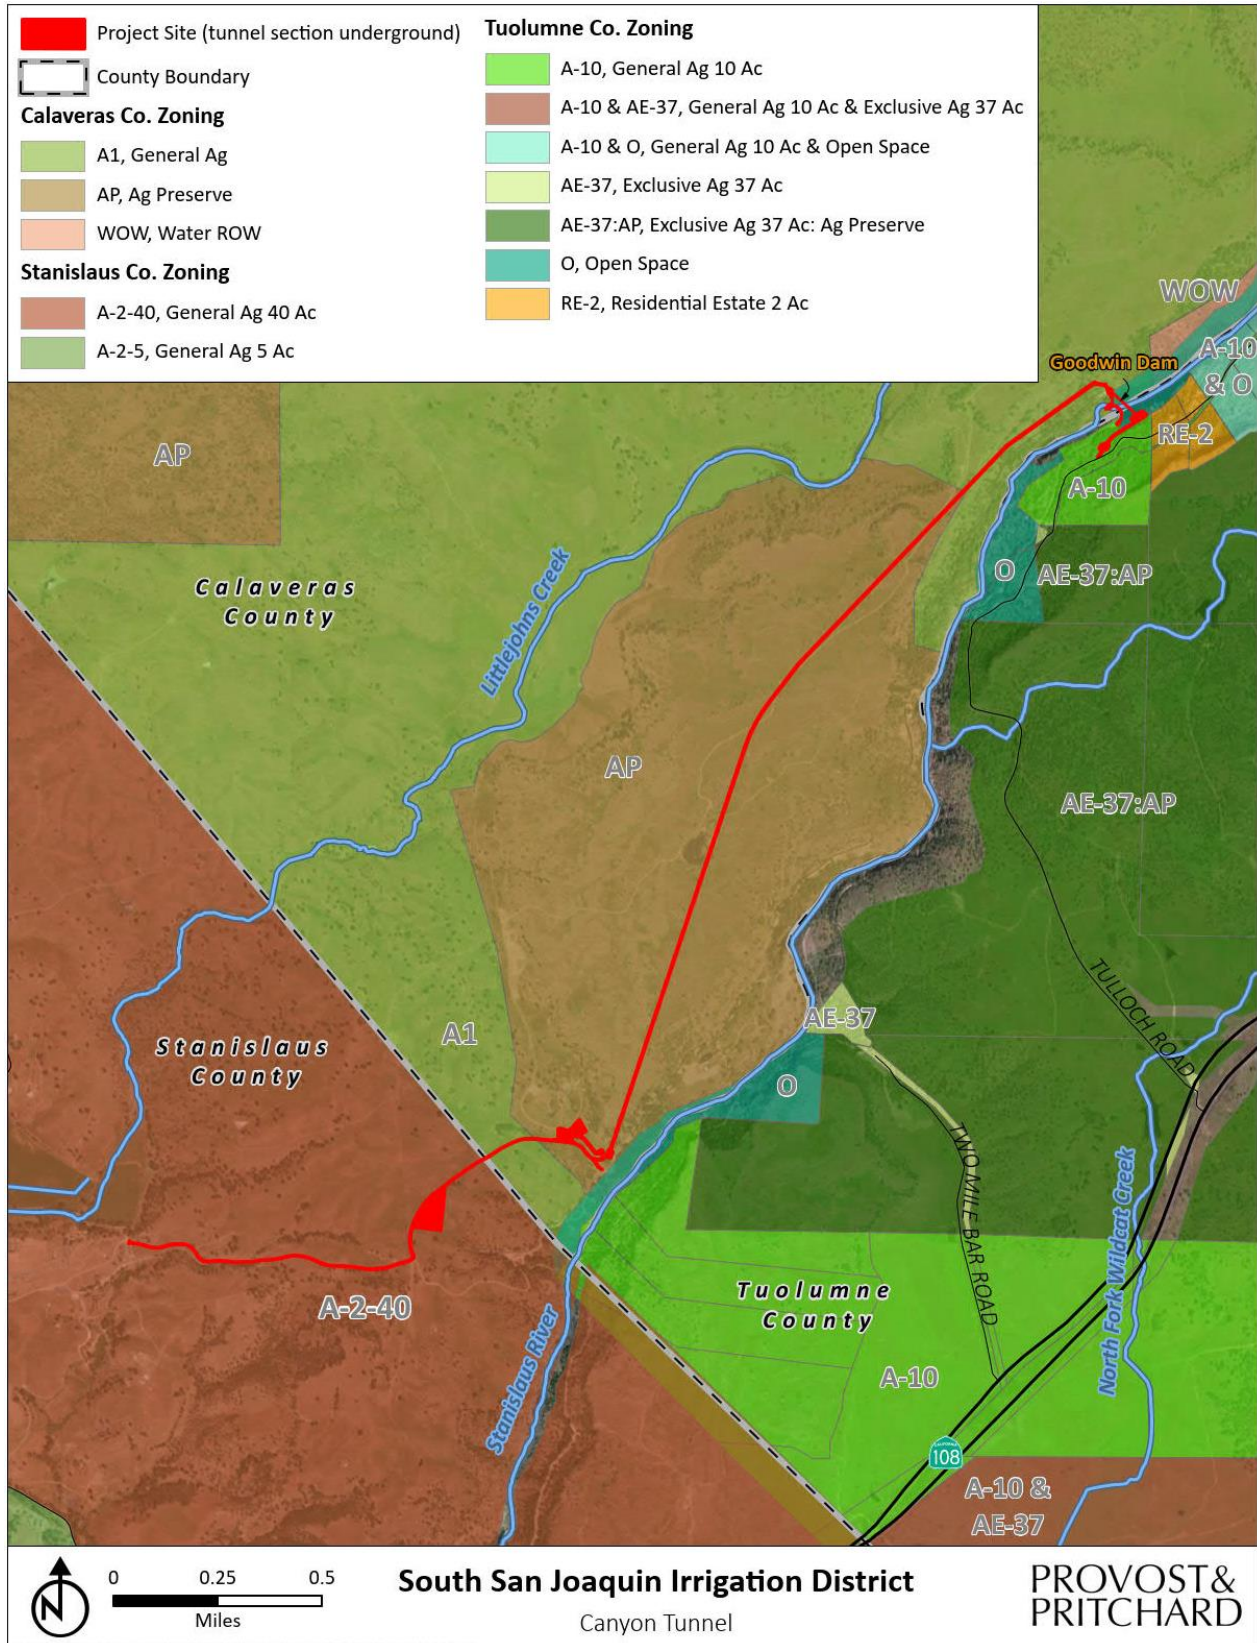 Project Site (tunnel section underground)
County Boundary
Calaveras Co. Zoning
A1, General Ag
AP, Ag Preserve
WOW, Water ROW
Stanislaus Co. Zoning
A-2-40, General Ag 40 Ac
A-2-5, General Ag 5 Ac
Tuolumne Co. Zoning
A-10, General Ag 10 Ac
A-10 & AE-37, General Ag 10 Ac & Exclusive Ag 37 Ac
A-10 & O, General Ag 10 Ac & Open Space
AE-37, Exclusive Ag 37 Ac
AE-37:AP, Exclusive Ag 37 Ac: Ag Preserve
O, Open Space
RE-2, Residential Estate 2 Ac
WOW
A-10
& O
Goodwin Dam
RE-2
A-10
AP
O
AE-37:AP
Calaveras
County
Littlejohns Creek
AP
AE-37:AP
TULLOCH ROAD
AE-37
A1
Stanislaus
County
O
TWO MILE BAR ROAD
North Fork Wildcat Creek
A-2-40
Tuolumne
County
Stanislaus River
A-10
CALIFORNIA
108
A-10 &
AE-37
N
0 0.25 0.5
Miles
South San Joaquin Irrigation District
Canyon Tunnel
PROVOST&
PRITCHARD